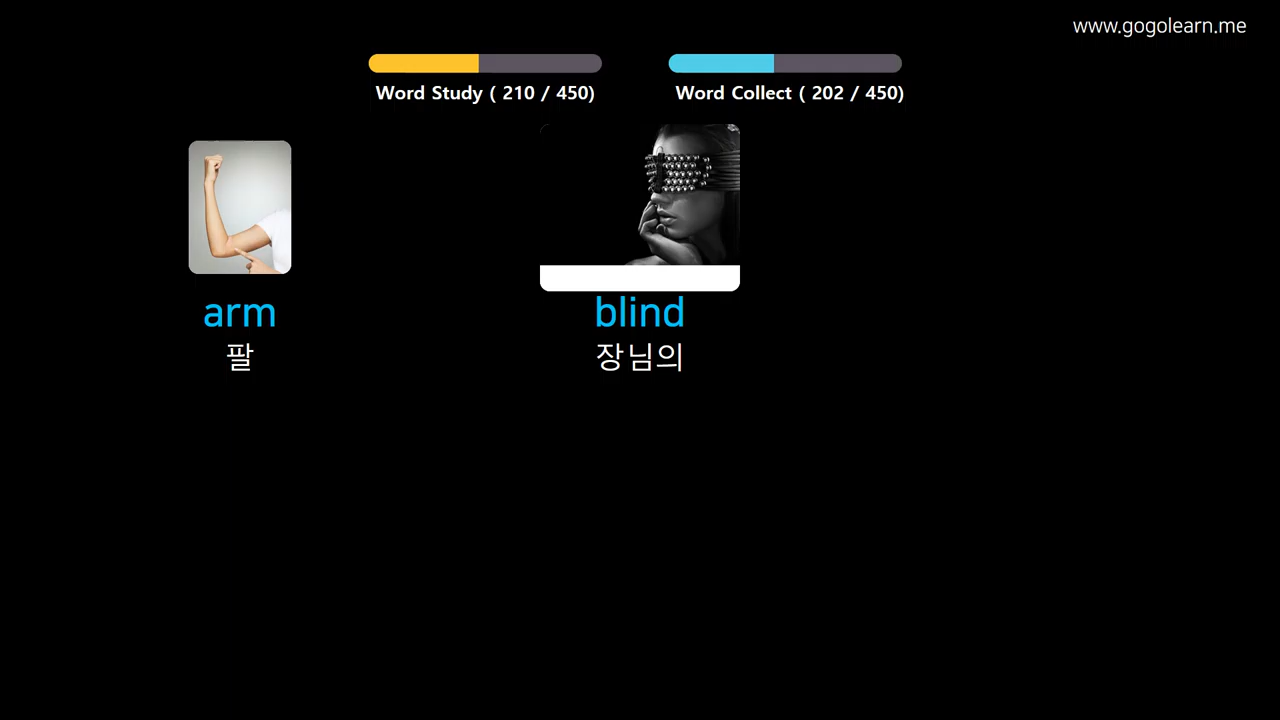 www.gogolearn.me
Word Study ( 210 / 450)
Word Collect ( 202 / 450)
arm
팔
blind
장님의